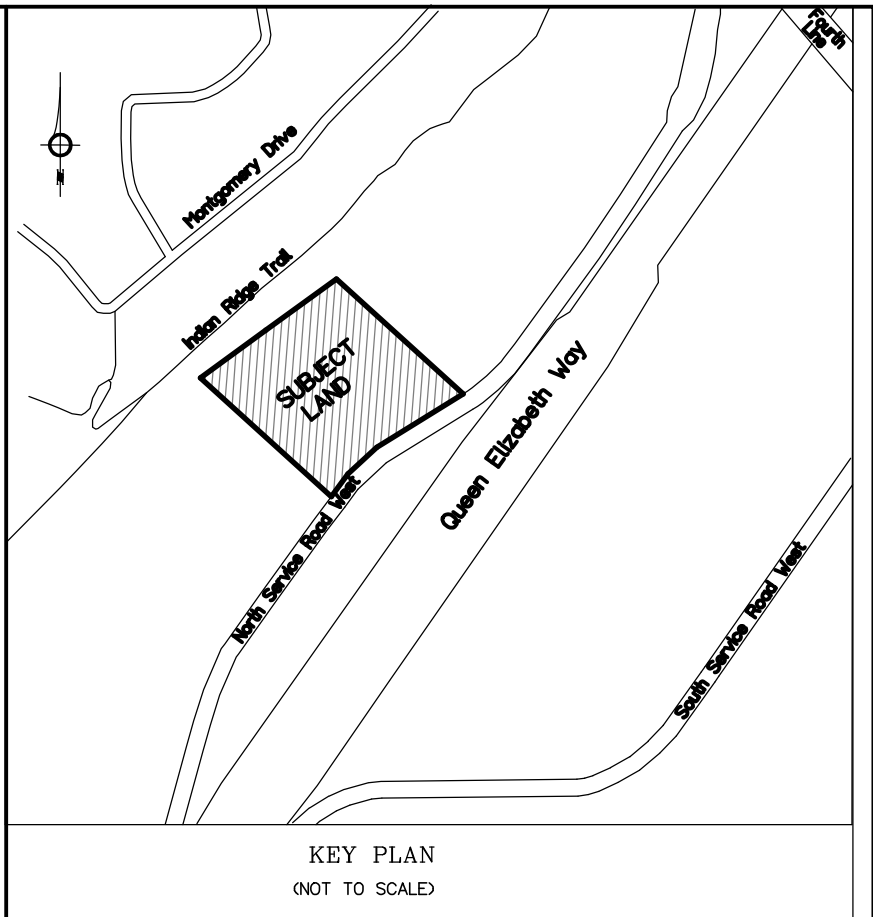 Fourth
Line
Montgomery Drive
N
Indian Ridge Trail
SUBJECT
LAND
Queen Elizabeth Way
North Service Road West
South Service Road West
KEY PLAN
(NOT TO SCALE)